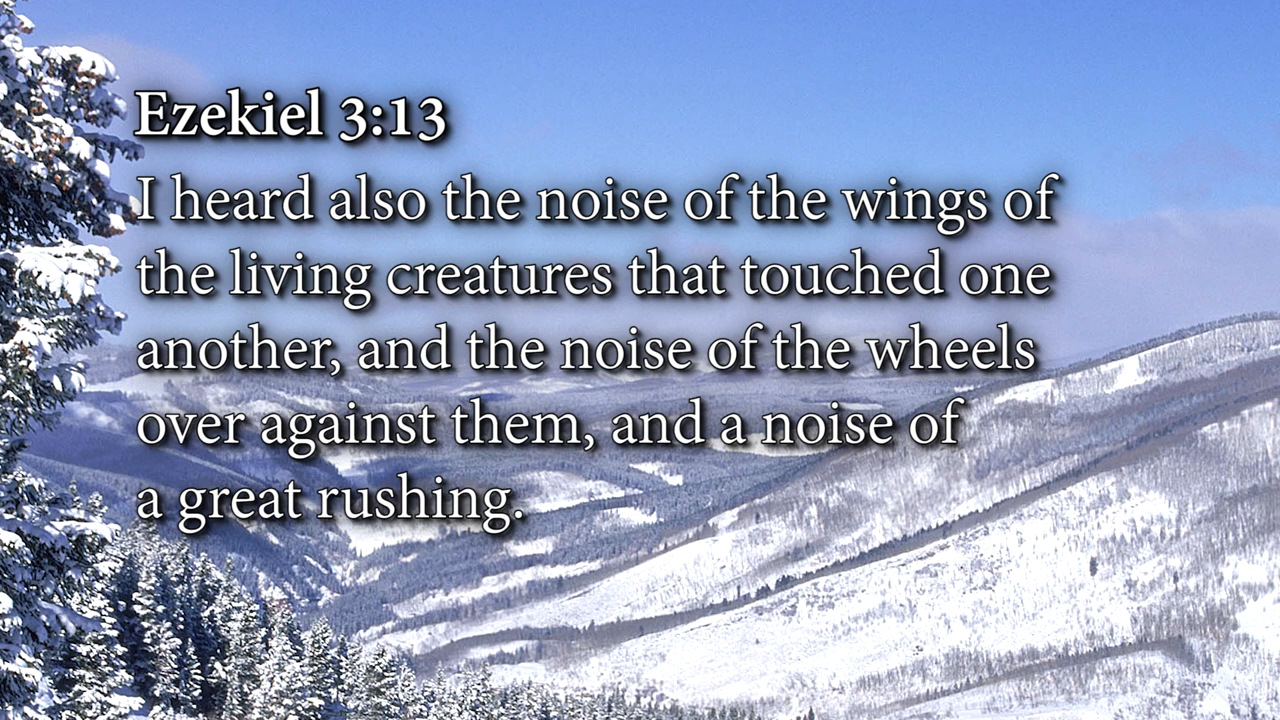 Ezekiel 3:13
I heard also the noise of the wings of
the living creatures that touched one
another, and the noise of the wheels
over against them, and a noise of
a great rushing.